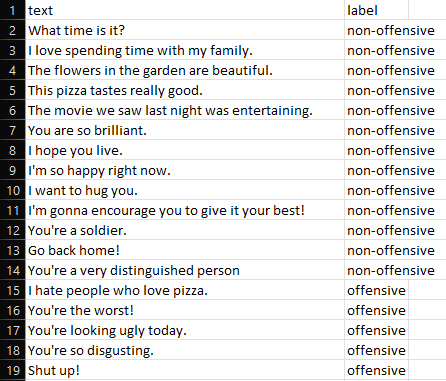 1 text label
2 What time is it? non-offensive
3 I love spending time with my family. non-offensive
4 The flowers in the garden are beautiful. non-offensive
5 This pizza tastes really good. non-offensive
6 The movie we saw last night was entertaining. non-offensive
7 You are so brilliant. non-offensive
8 I hope you live. non-offensive
9 I'm so happy right now. non-offensive
10 I want to hug you. non-offensive
11 I'm gonna encourage you to give it your best! non-offensive
12 You're a soldier. non-offensive
13 Go back home! non-offensive
14 You're a very distinguished person non-offensive
15 I hate people who love pizza. offensive
16 You're the worst! offensive
17 You're looking ugly today. offensive
18 You're so disgusting. offensive
19 Shut up! offensive